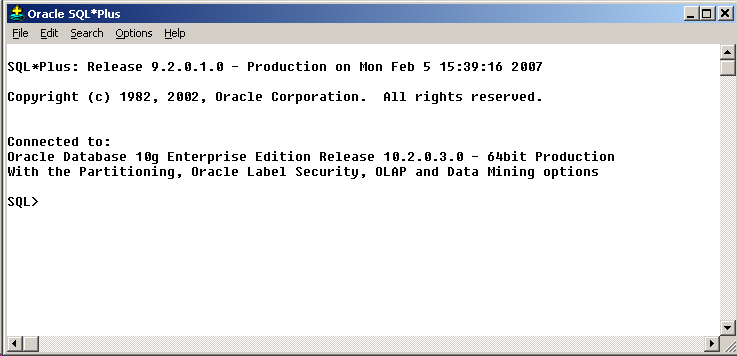 Oracle SQL*Plus
File Edit Search Options Help
SQL*Plus: Release 9.2.0.1.0 - Production on Mon Feb 5 15:39:16 2007
Copyright (c) 1982, 2002, Oracle Corporation.  All rights reserved.
Connected to:
Oracle Database 10g Enterprise Edition Release 10.2.0.3.0 - 64bit Production
With the Partitioning, Oracle Label Security, OLAP and Data Mining options
SQL>